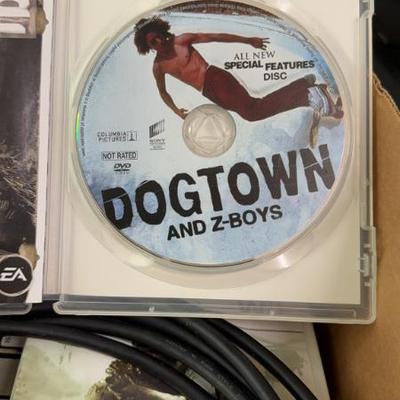 ALL NEW
SPECIAL FEATURES
DISC
COLUMBIA
PICTURES
SONY
NOT RATED
DVD
DOGTOWN
AND Z-BOYS
EA